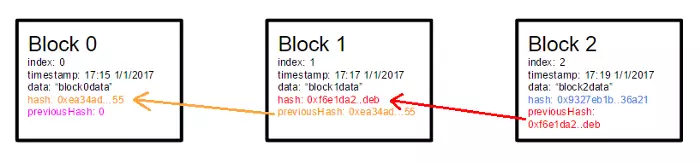 Block 0
index: 0
timestamp: 17:15 1/1/2017
data: "block0data"
hash: 0xea34ad...55
previousHash: 0
Block 1
index: 1
timestamp: 17:17 1/1/2017
data: "block1data"
hash: 0xf6e1da2..deb
previousHash: 0xea34ad...55
Block 2
index: 2
timestamp: 17:19 1/1/2017
data: "block2data"
hash: 0x9327eb1b..36a21
previousHash:
0xf6e1da2..deb